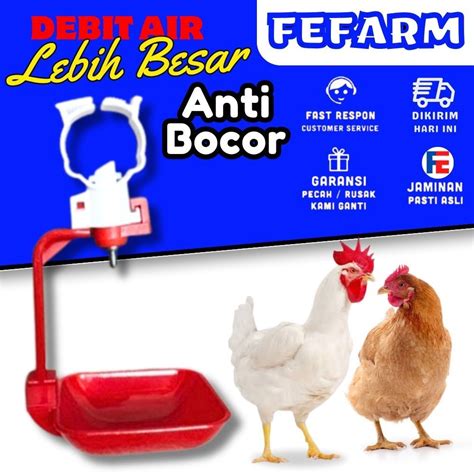 DEBIT AIR
Lebih Besar
FEFARM
Anti
Bocor
FAST RESPON
CUSTOMER SERVICE
DIKIRIM
HARI INI
GARANSI
PECAH / RUSAK
KAMI GANTI
FE
JAMINAN
PASTI ASLI